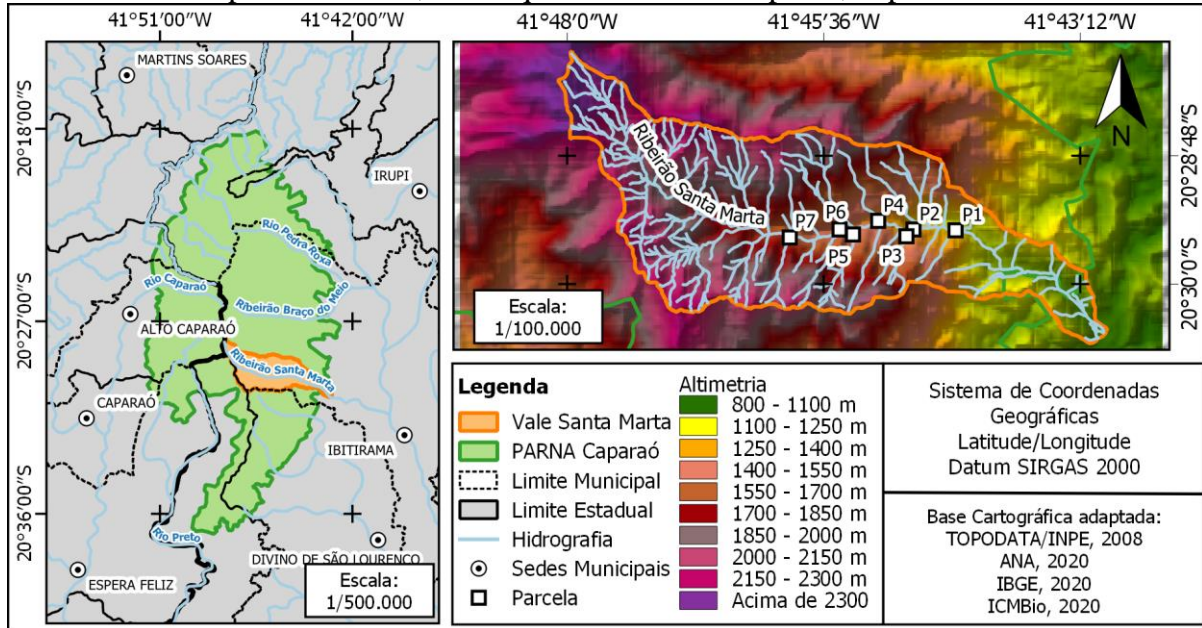 41°51'00"W
41°42'00"W
20°18'00"S
20°27'00"S
20°36'00"S
MARTINS SOARES
IRUPI
Rio Pedra Roxa
Rio Caparaó
Ribeirão Braço do Meio
ALTO CAPARAÓ
Ribeirão Santa Marta
CAPARAÓ
IBITIRAMA
Rio Preto
DIVINO DE SÃO LOURENÇO
ESPERA FELIZ
Escala:
1/500.000
41°48'00"W
41°45'36"W
41°43'12"W
20°28'48"S
20°30'0"S
Ribeirão Santa Marta
P7
P6
P5
P4
P3
P2
P1
N
Escala:
1/100.000
Legenda
Vale Santa Marta
PARNA Caparaó
Limite Municipal
Limite Estadual
Hidrografia
Sedes Municipais
Parcela
Altimetria
800 - 1100 m
1100 - 1250 m
1250 - 1400 m
1400 - 1550 m
1550 - 1700 m
1700 - 1850 m
1850 - 2000 m
2000 - 2150 m
2150 - 2300 m
Acima de 2300
Sistema de Coordenadas
Geográficas
Latitude/Longitude
Datum SIRGAS 2000
Base Cartográfica adaptada:
TOPODATA/INPE, 2008
ANA, 2020
IBGE, 2020
ICMBio, 2020